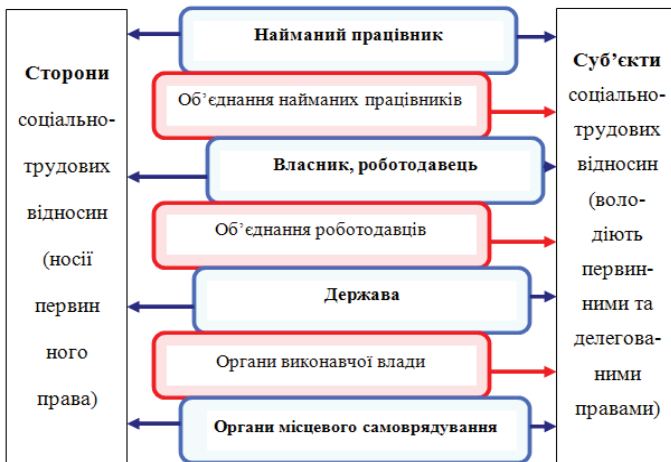 Сторони
соціально-
трудових
відносин
(носії
первин
ного
права)
Найманий працівник
Об’єднання найманих працівників
Власник, роботодавець
Об’єднання роботодавців
Держава
Органи виконавчої влади
Органи місцевого самоврядування
Суб’єкти
соціально-
трудових
відносин
(воло-
діють
первин-
ними та
делегова-
ними
правами)